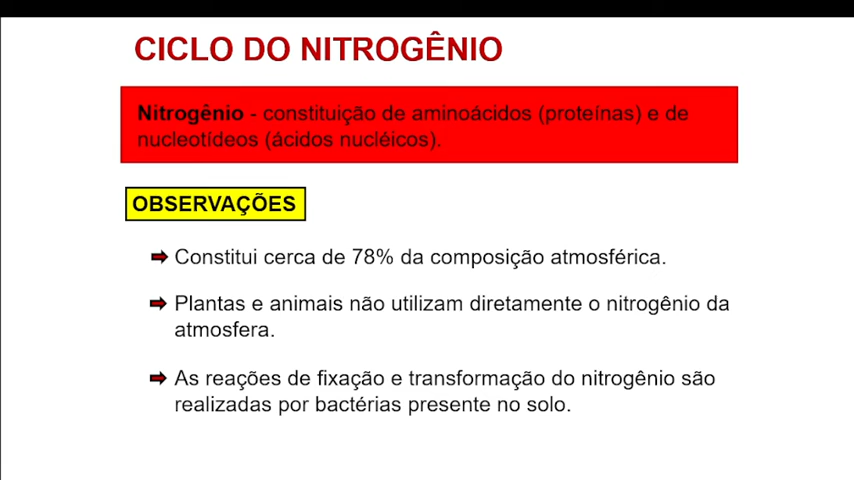 CICLO DO NITROGÊNIO
Nitrogênio - constituição de aminoácidos (proteínas) e de
nucleotídeos (ácidos nucléicos).
OBSERVAÇÕES
Constitui cerca de 78% da composição atmosférica.
Plantas e animais não utilizam diretamente o nitrogênio da
atmosfera.
As reações de fixação e transformação do nitrogênio são
realizadas por bactérias presente no solo.